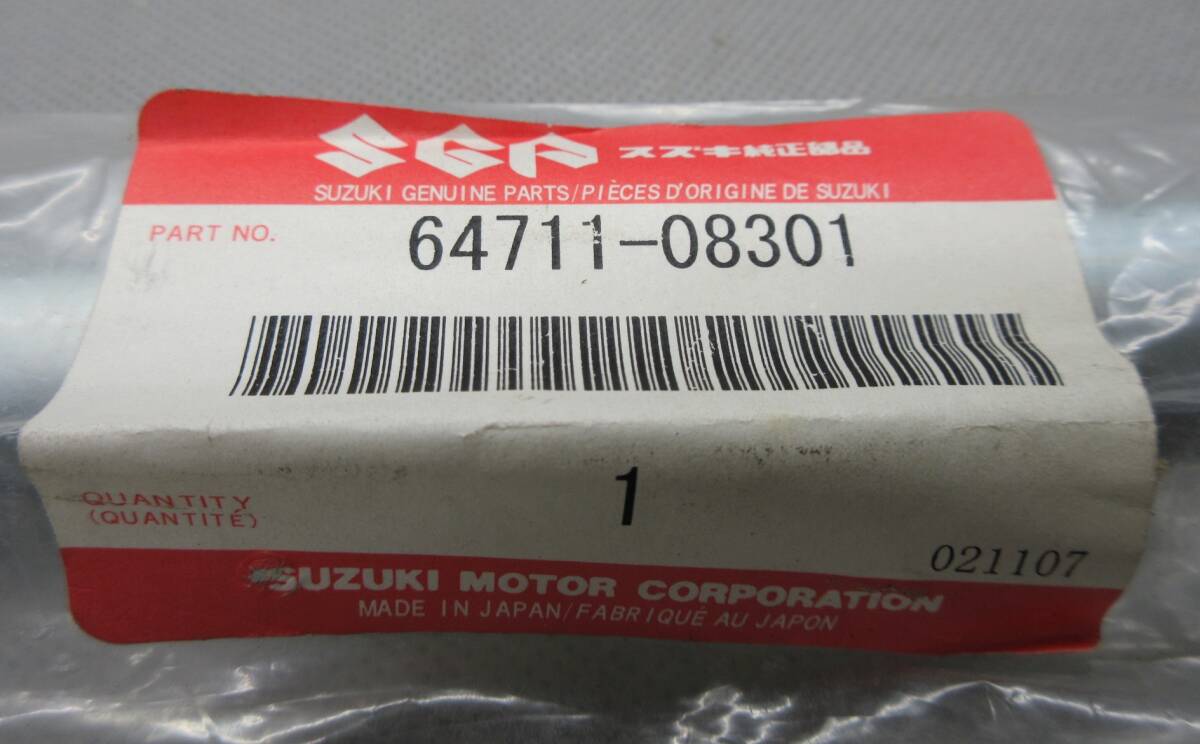 SGP スズキ純正部品
SUZUKI GENUINE PARTS/PIÈCES D'ORIGINE DE SUZUKI
PART NO. 64711-08301
QUANTITY 1
(QUANTITÉ)
021107
SUZUKI MOTOR CORPORATION
MADE IN JAPAN/FABRIQUÉ AU JAPON